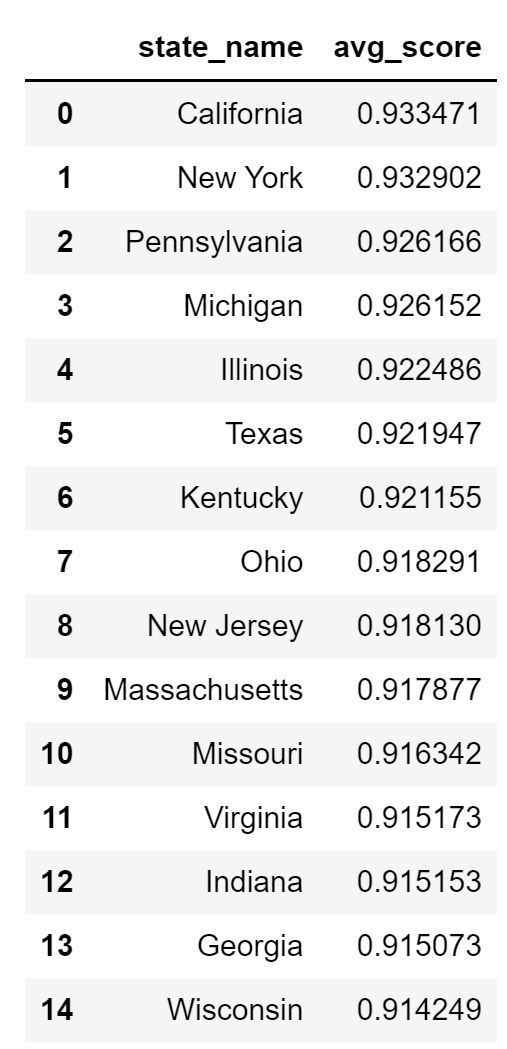 state_name avg_score
0 California 0.933471
1 New York 0.932902
2 Pennsylvania 0.926166
3 Michigan 0.926152
4 Illinois 0.922486
5 Texas 0.921947
6 Kentucky 0.921155
7 Ohio 0.918291
8 New Jersey 0.918130
9 Massachusetts 0.917877
10 Missouri 0.916342
11 Virginia 0.915173
12 Indiana 0.915153
13 Georgia 0.915073
14 Wisconsin 0.914249